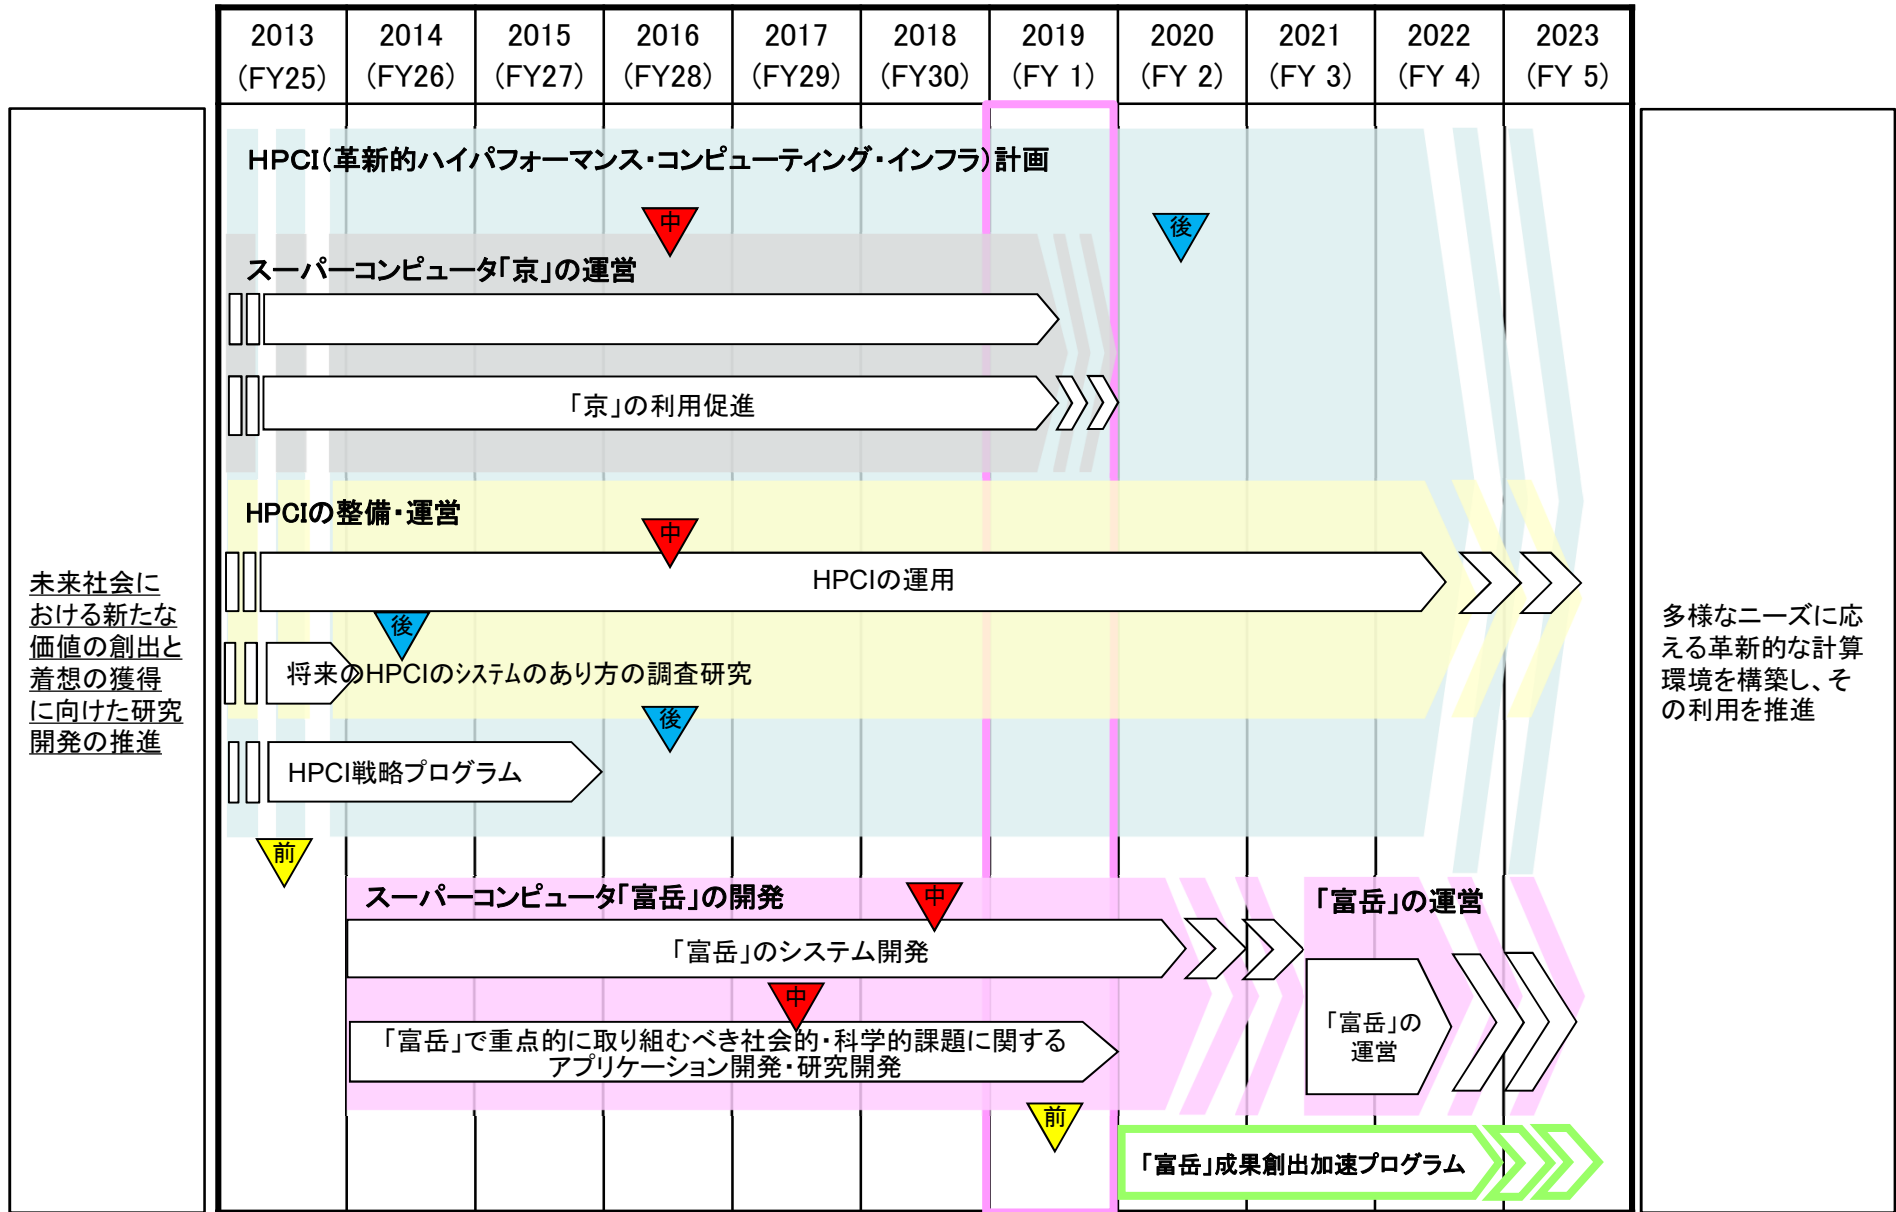 2013 2014 2015 2016 2017 2018 2019 2020 2021 2022 2023
(FY25) (FY26) (FY27) (FY28) (FY29) (FY30) (FY 1) (FY 2) (FY 3) (FY 4) (FY 5)
未来社会に
おける新たな
価値の創出と
着想の獲得
に向けた研究
開発の推進
HPCI(革新的ハイパフォーマンス・コンピューティング・インフラ)計画
中
後
スーパーコンピュータ「京」の運営
「京」の利用促進
HPCIの整備・運営
中
HPCIの運用
後
将来のHPCIのシステムのあり方の調査研究
後
HPCI戦略プログラム
前
スーパーコンピュータ「富岳」の開発
中
「富岳」の運営
「富岳」のシステム開発
中
「富岳」で重点的に取り組むべき社会的・科学的課題に関する
アプリケーション開発・研究開発
「富岳」の
運営
前
「富岳」成果創出加速プログラム
多様なニーズに応
える革新的な計算
環境を構築し、そ
の利用を推進